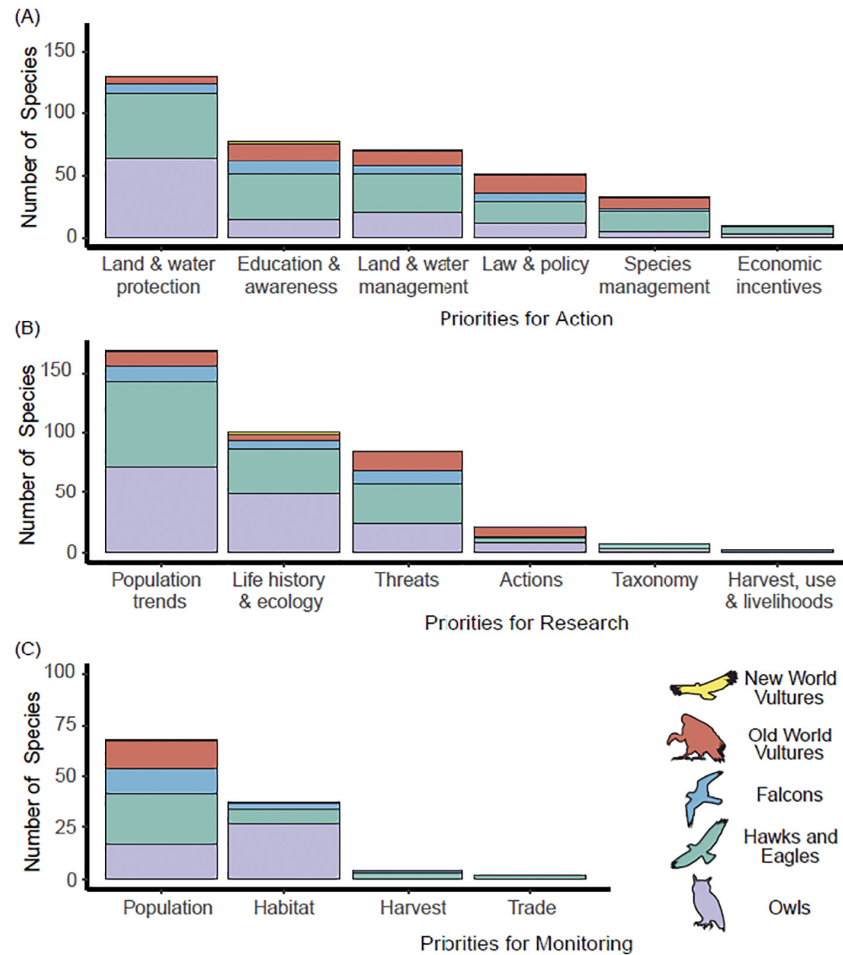 (A)
Number of Species
150
100
50
0
Land & water
protection
Education &
awareness
Land & water
management
Law & policy
Species
management
Economic
incentives
Priorities for Action
(B)
Number of Species
150
100
50
0
Population
trends
Life history
& ecology
Threats
Actions
Taxonomy
Harvest, use
& livelihoods
Prorities for Research
(C)
Number of Species
100
75
50
25
0
Population
Habitat
Harvest
Trade
Priorities for Monitoring
New World
Vultures
Old World
Vultures
Falcons
Hawks and
Eagles
Owls